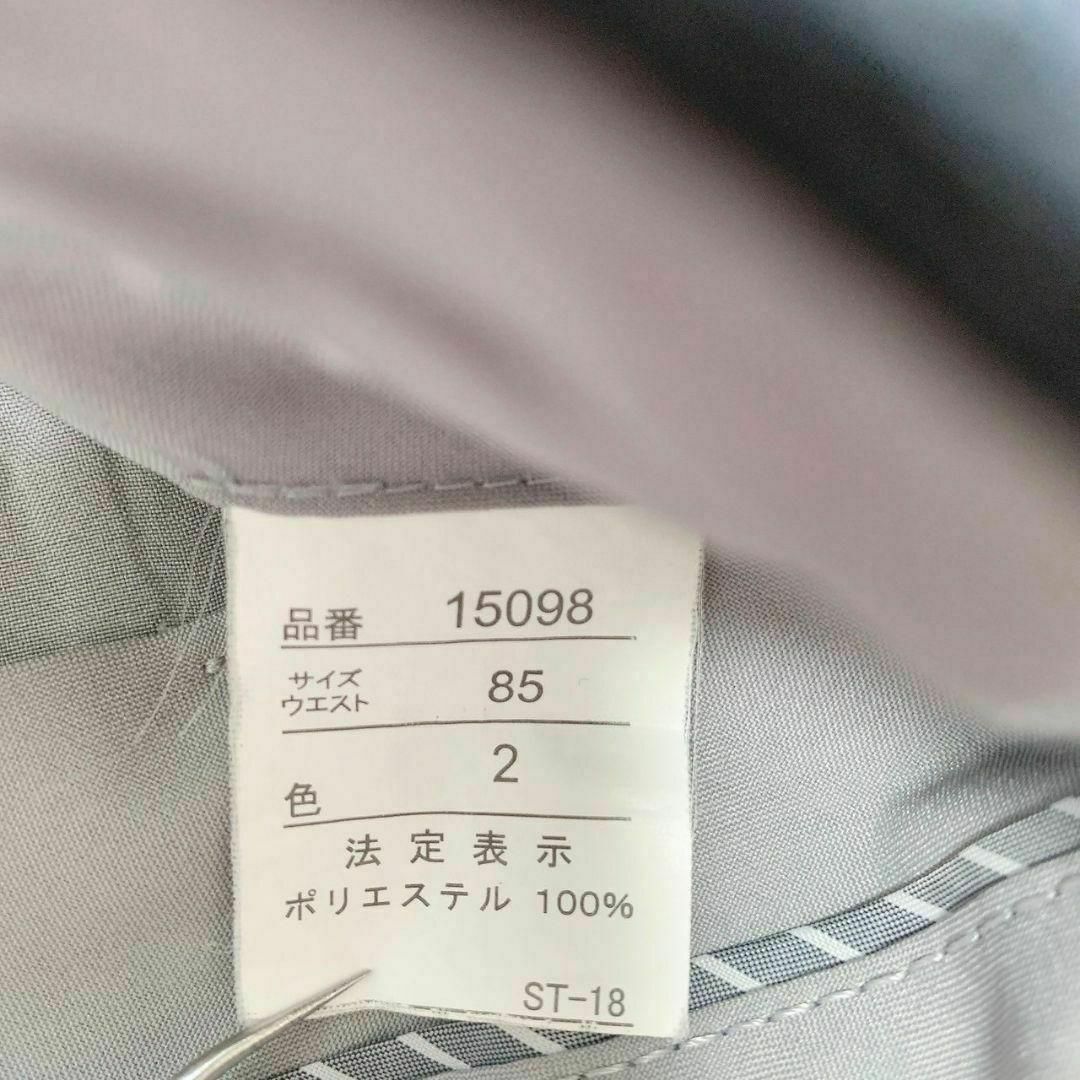 品番 15098
サイズ
ウエスト 85
色 2
法定表示
ポリエステル 100%
ST-18